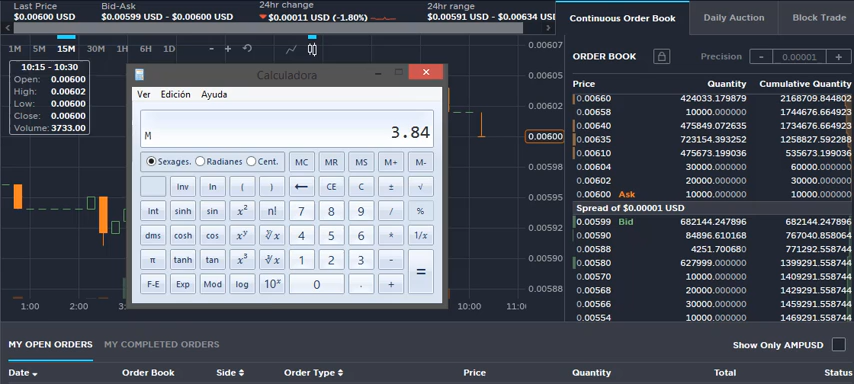 Last Price Bid-Ask 24hr change 24hr range
$0.00600 USD $0.00599 USD - $0.00600 USD $0.00011 USD (-1.80%) $0.00591 USD - $0.00634 USD
Continuous Order Book Daily Auction Block Trade
1M 5M 15M 30M 1H 6H 1D - +
10:15 - 10:30
Open: 0.00600
High: 0.00602
Low: 0.00600
Close: 0.00600
Volume: 3733.00
Calculadora
Ver Edición Ayuda
M 3.84
Sexages. Radianes Cent. MC MR MS M+ M-
Inv ln ( ) ← CE C ± √
Int sinh sin x² n! 7 8 9 / %
dms cosh cos xʸ ʸ√x 4 5 6 * 1/x
π tanh tan x³ ³√x 1 2 3 - =
F-E Exp Mod log 10ˣ 0 . +
0.00607
0.00605
0.00602
0.00600
0.00598
0.00595
0.00592
0.00590
0.00588
1:00 2:00 3: 10:00 11:0
ORDER BOOK Precision - 0.00001 +
Price Quantity Cumulative Quantity
0.00660 424033.179879 2168709.844802
0.00658 10000.000000 1744676.664923
0.00640 475849.072635 1734676.664923
0.00635 723154.393252 1258827.592288
0.00610 475673.199036 535673.199036
0.00604 30000.000000 60000.000000
0.00602 20000.000000 30000.000000
0.00600 Ask 10000.000000 10000.000000
Spread of $0.00001 USD
0.00599 Bid 682144.247896 682144.247896
0.00590 84896.610168 767040.858064
0.00588 4251.700680 771292.558744
0.00580 627999.000000 1399291.558744
0.00570 10000.000000 1409291.558744
0.00568 20000.000000 1429291.558744
0.00566 30000.000000 1459291.558744
0.00554 10000.000000 1469291.558744
MY OPEN ORDERS MY COMPLETED ORDERS Show Only AMPUSD
Date Order Book Side Order Type Price Quantity Total Status